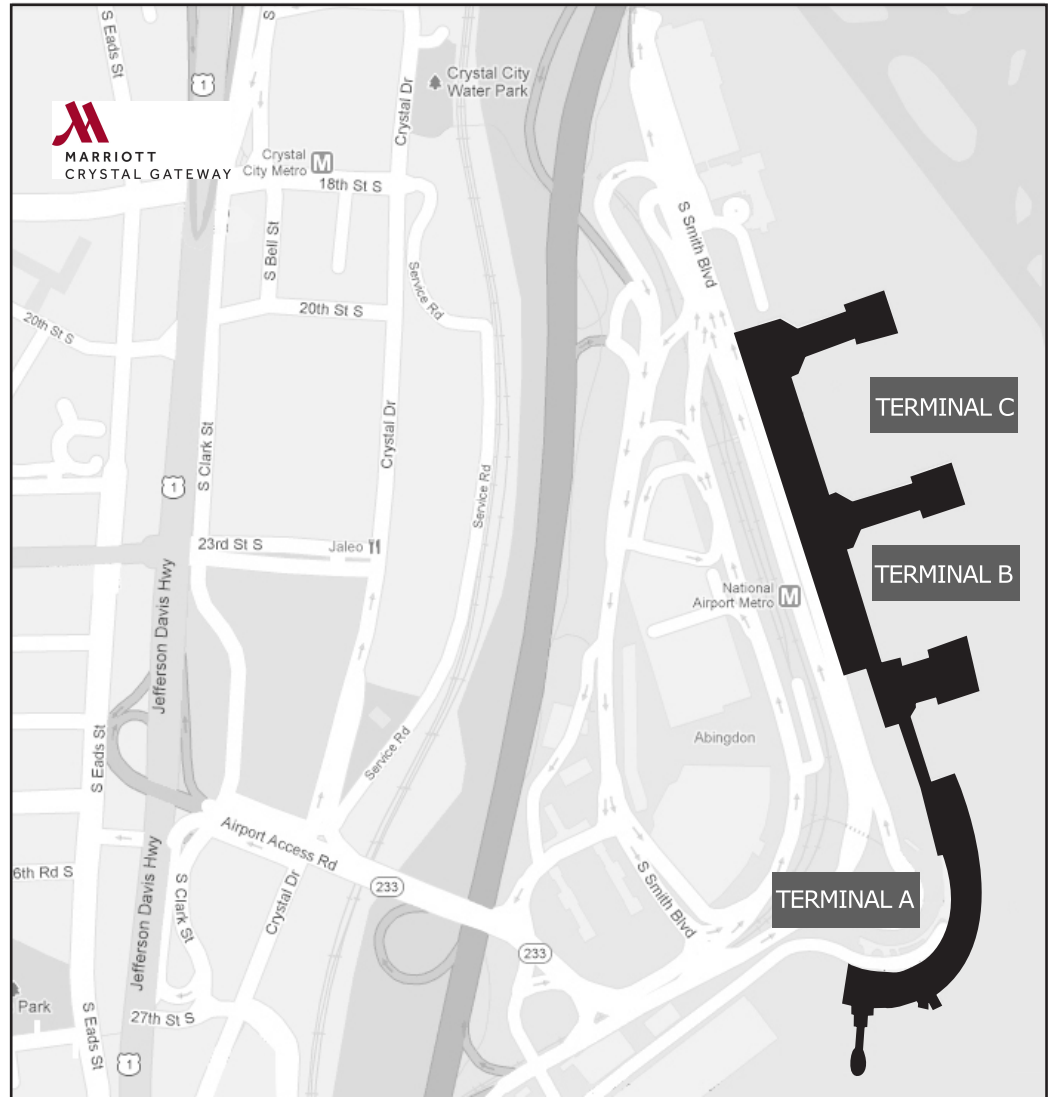 S Eads St
S
1
Crystal Dr
Crystal City
Water Park
MARRIOTT
CRYSTAL GATEWAY
Crystal
City Metro
M
18th St S
S Bell St
S Smith Blvd
Service Rd
20th St S
20th St S
TERMINAL C
Crystal Dr
S Clark St
1
Service Rd
23rd St S
Jaleo
TERMINAL B
National
Airport Metro
M
Jefferson Davis Hwy
S Eads St
Service Rd
Abingdon
Airport Access Rd
Jefferson Davis Hwy
6th Rd S
S Clark St
Crystal Dr
233
S Smith Blvd
TERMINAL A
233
Park
S Eads St
27th St S
1